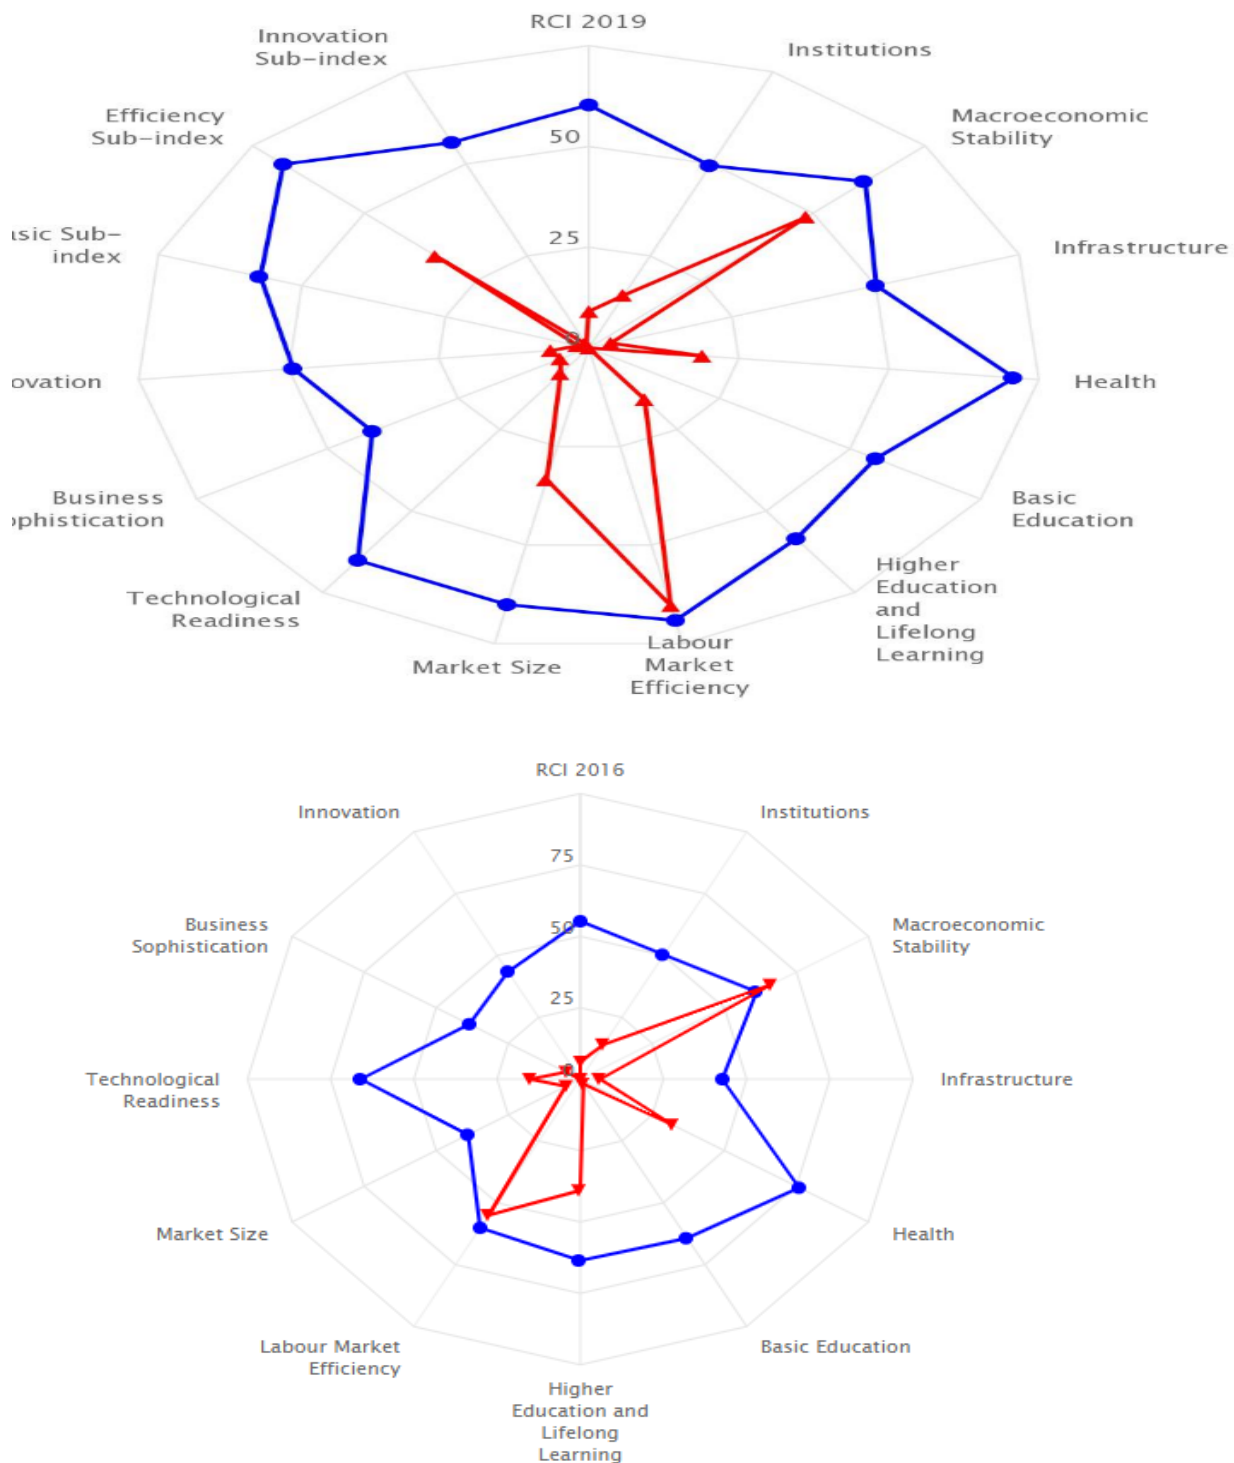 RCI 2019
Innovation
Sub-index
Institutions
Efficiency
Sub-index
Macroeconomic
Stability
50
25
0
asic Sub-
index
Infrastructure
ovation
Health
Business
ophistication
Basic
Education
Technological
Readiness
Higher
Education
and
Lifelong
Learning
Market Size
Labour
Market
Efficiency
RCI 2016
Innovation
Institutions
75
50
25
0
Business
Sophistication
Macroeconomic
Stability
Technological
Readiness
Infrastructure
Market Size
Health
Labour Market
Efficiency
Basic Education
Higher
Education and
Lifelong
Learning